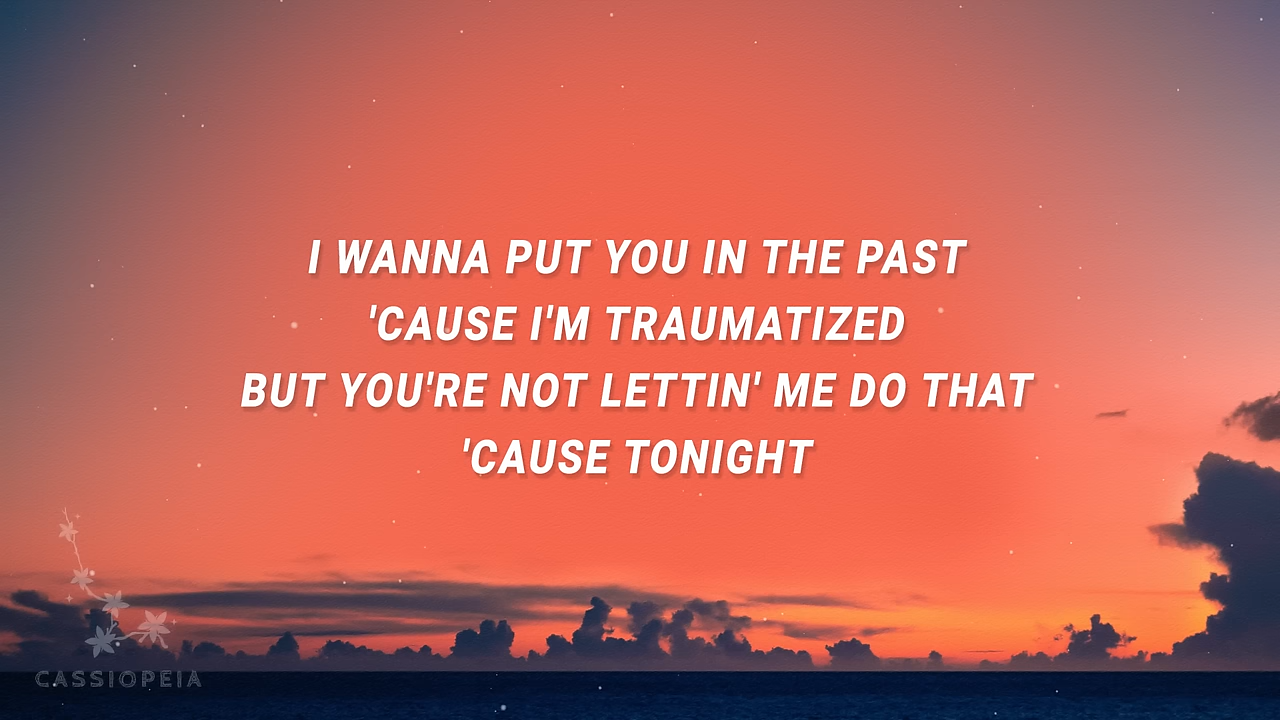 I WANNA PUT YOU IN THE PAST
'CAUSE I'M TRAUMATIZED
BUT YOU'RE NOT LETTIN' ME DO THAT
'CAUSE TONIGHT
CASSIOPEIA